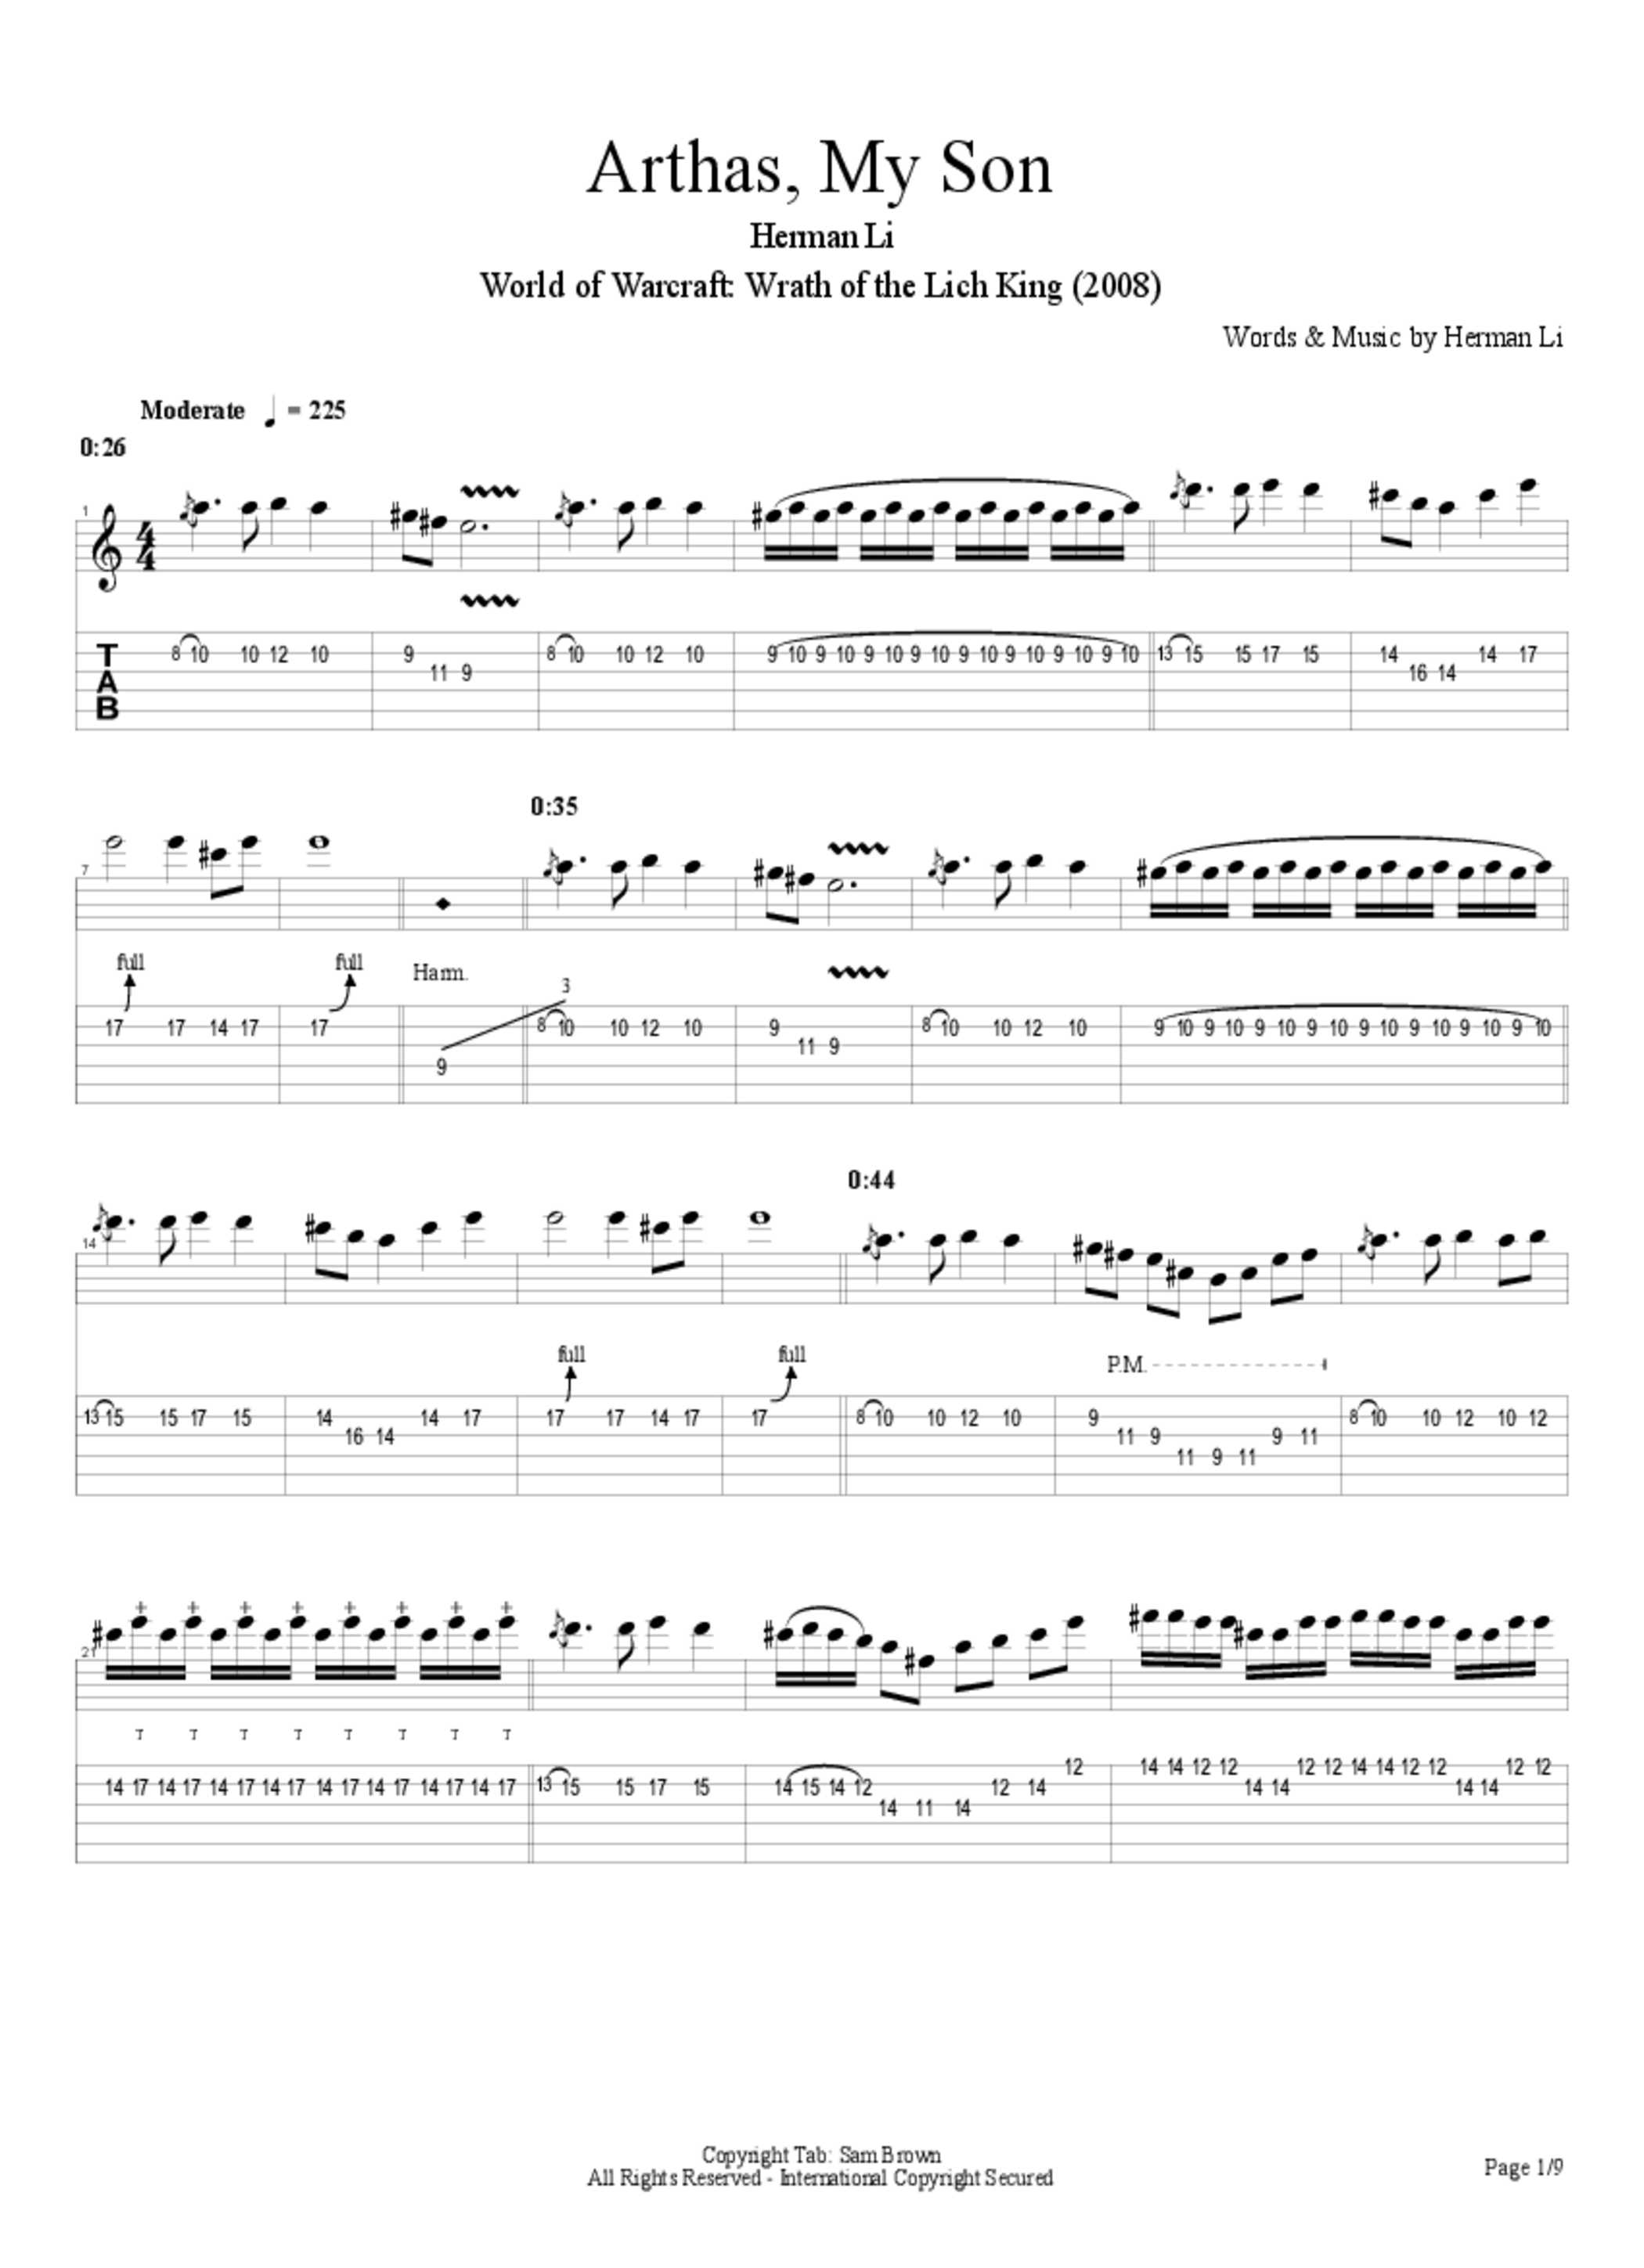 Arthas, My Son
Herman Li
World of Warcraft: Wrath of the Lich King (2008)
Words & Music by Herman Li
Moderate = 225
0:26
1
4
4
T
A
B
8 10 10 12 10 9 8 10 10 12 10 9 10 9 10 9 10 9 10 9 10 9 10 9 10 9 10 13 15 15 17 15 14 14 17
11 9 16 14
0:35
7
full full Harm. 3
17 17 14 17 17 8 10 10 12 10 9 8 10 10 12 10 9 10 9 10 9 10 9 10 9 10 9 10 9 10 9 10
11 9
9
0:44
14
full full P.M.
13 15 15 17 15 14 14 17 17 17 14 17 17 8 10 10 12 10 9 8 10 10 12 10 12
16 14 11 9 9 11
11 9 11
21
T T T T T T T T
12 14 14 12 12 12 12 14 14 12 12 12 12
14 17 14 17 14 17 14 17 14 17 14 17 14 17 14 17 13 15 15 17 15 14 15 14 12 12 14 14 14 14 14
14 11 14
Copyright Tab: Sam Brown
All Rights Reserved - International Copyright Secured
Page 1/9